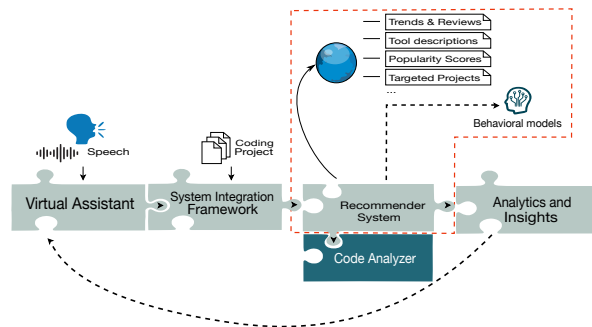 Trends & Reviews
Tool descriptions
Popularity Scores
Targeted Projects
...
Behavioral models
Speech
Coding
Project
Virtual Assistant
System Integration
Framework
Recommender
System
Analytics and
Insights
Code Analyzer